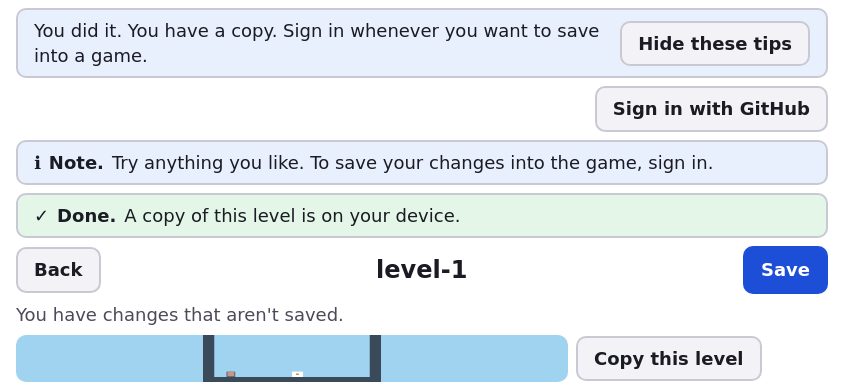 You did it. You have a copy. Sign in whenever you want to save
into a game.
Hide these tips
Sign in with GitHub
ℹ Note. Try anything you like. To save your changes into the game, sign in.
✓ Done. A copy of this level is on your device.
Back
level-1
Save
You have changes that aren't saved.
Copy this level